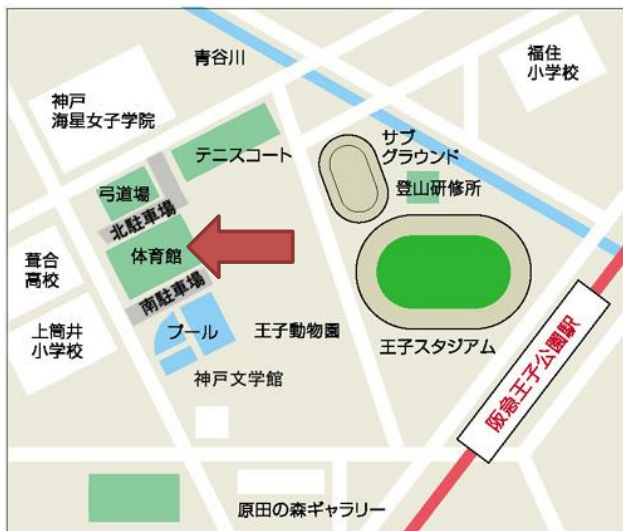 青谷川
福住
小学校
神戸
海星女子学院
サブ
グラウンド
テニスコート
登山研修所
弓道場
北駐車場
体育館
葺合
高校
南駐車場
上筒井
小学校
プール
王子動物園
王子スタジアム
阪急王子公園駅
神戸文学館
原田の森ギャラリー